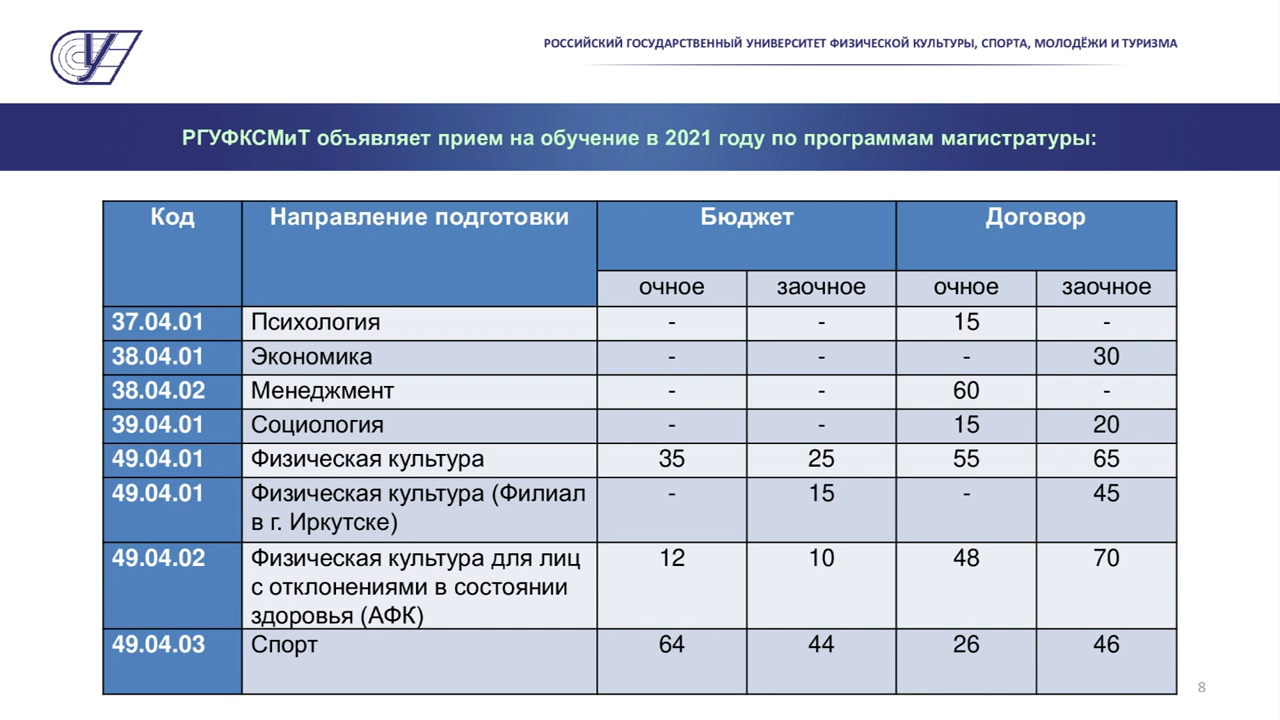 РОССИЙСКИЙ ГОСУДАРСТВЕННЫЙ УНИВЕРСИТЕТ ФИЗИЧЕСКОЙ КУЛЬТУРЫ, СПОРТА, МОЛОДЁЖИ И ТУРИЗМА
РГУФКСМиТ объявляет прием на обучение в 2021 году по программам магистратуры:
Код Направление подготовки Бюджет Договор
очное заочное очное заочное
37.04.01 Психология - - 15 -
38.04.01 Экономика - - - 30
38.04.02 Менеджмент - - 60 -
39.04.01 Социология - - 15 20
49.04.01 Физическая культура 35 25 55 65
49.04.01 Физическая культура (Филиал - 15 - 45
в г. Иркутске)
49.04.02 Физическая культура для лиц 12 10 48 70
с отклонениями в состоянии
здоровья (АФК)
49.04.03 Спорт 64 44 26 46
8